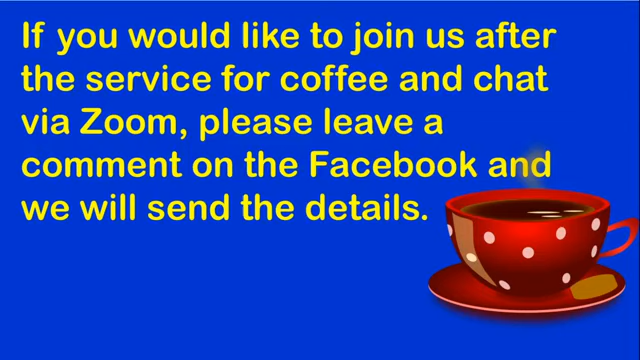 If you would like to join us after
the service for coffee and chat
via Zoom, please leave a
comment on the Facebook and
we will send the details.